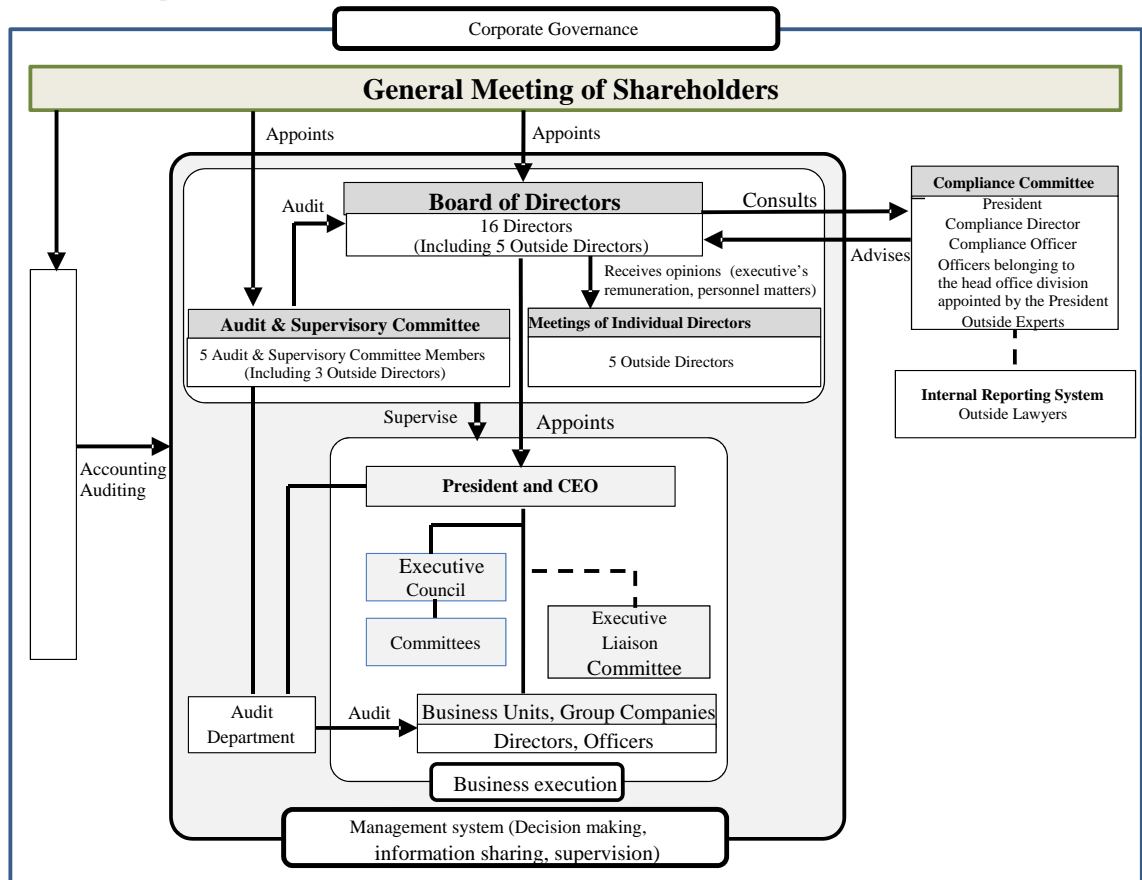 Corporate Governance
General Meeting of Shareholders
Appoints
Appoints
Board of Directors
16 Directors
(Including 5 Outside Directors)
Audit
Consults
Advises
Compliance Committee
President
Compliance Director
Compliance Officer
Officers belonging to
the head office division
appointed by the President
Outside Experts
Receives opinions (executive's
remuneration, personnel matters)
Audit & Supervisory Committee
5 Audit & Supervisory Committee Members
(Including 3 Outside Directors)
Meetings of Individual Directors
5 Outside Directors
Internal Reporting System
Outside Lawyers
Supervise
Appoints
Accounting
Auditing
President and CEO
Executive
Council
Committees
Executive
Liaison
Committee
Audit
Department
Audit
Business Units, Group Companies
Directors, Officers
Business execution
Management system (Decision making,
information sharing, supervision)